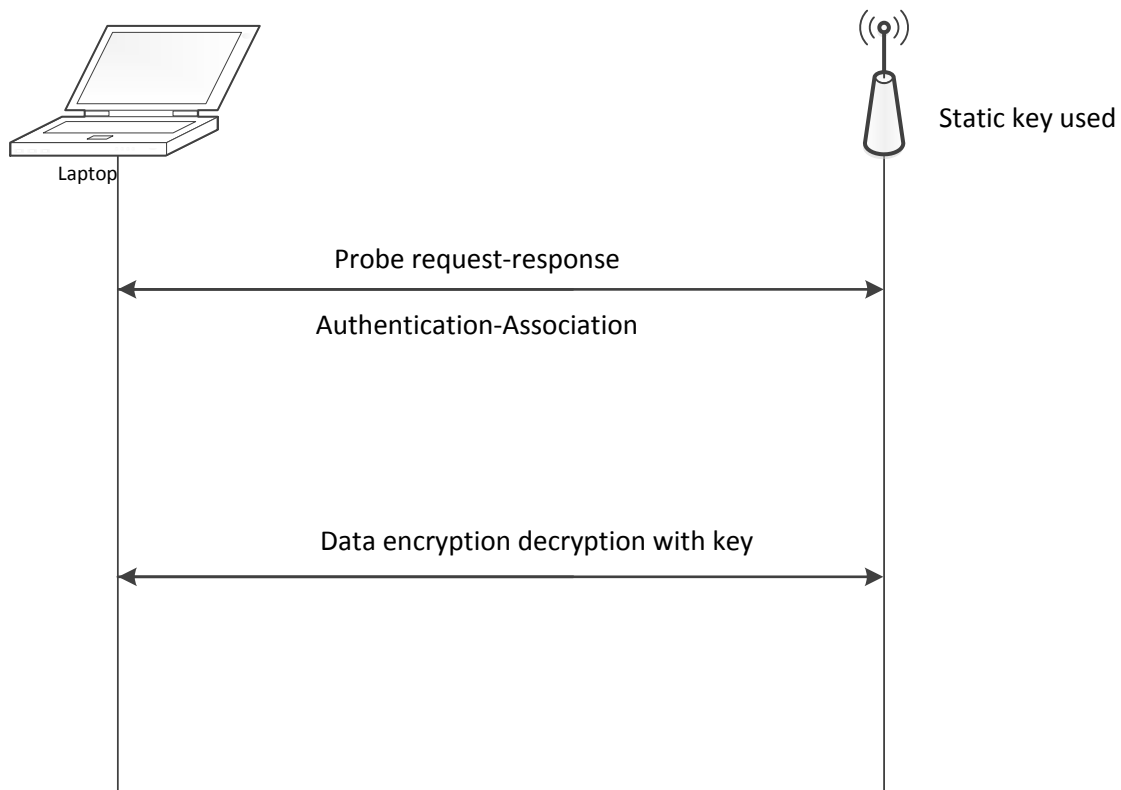 Static key used
Laptop
Probe request-response
Authentication-Association
Data encryption decryption with key